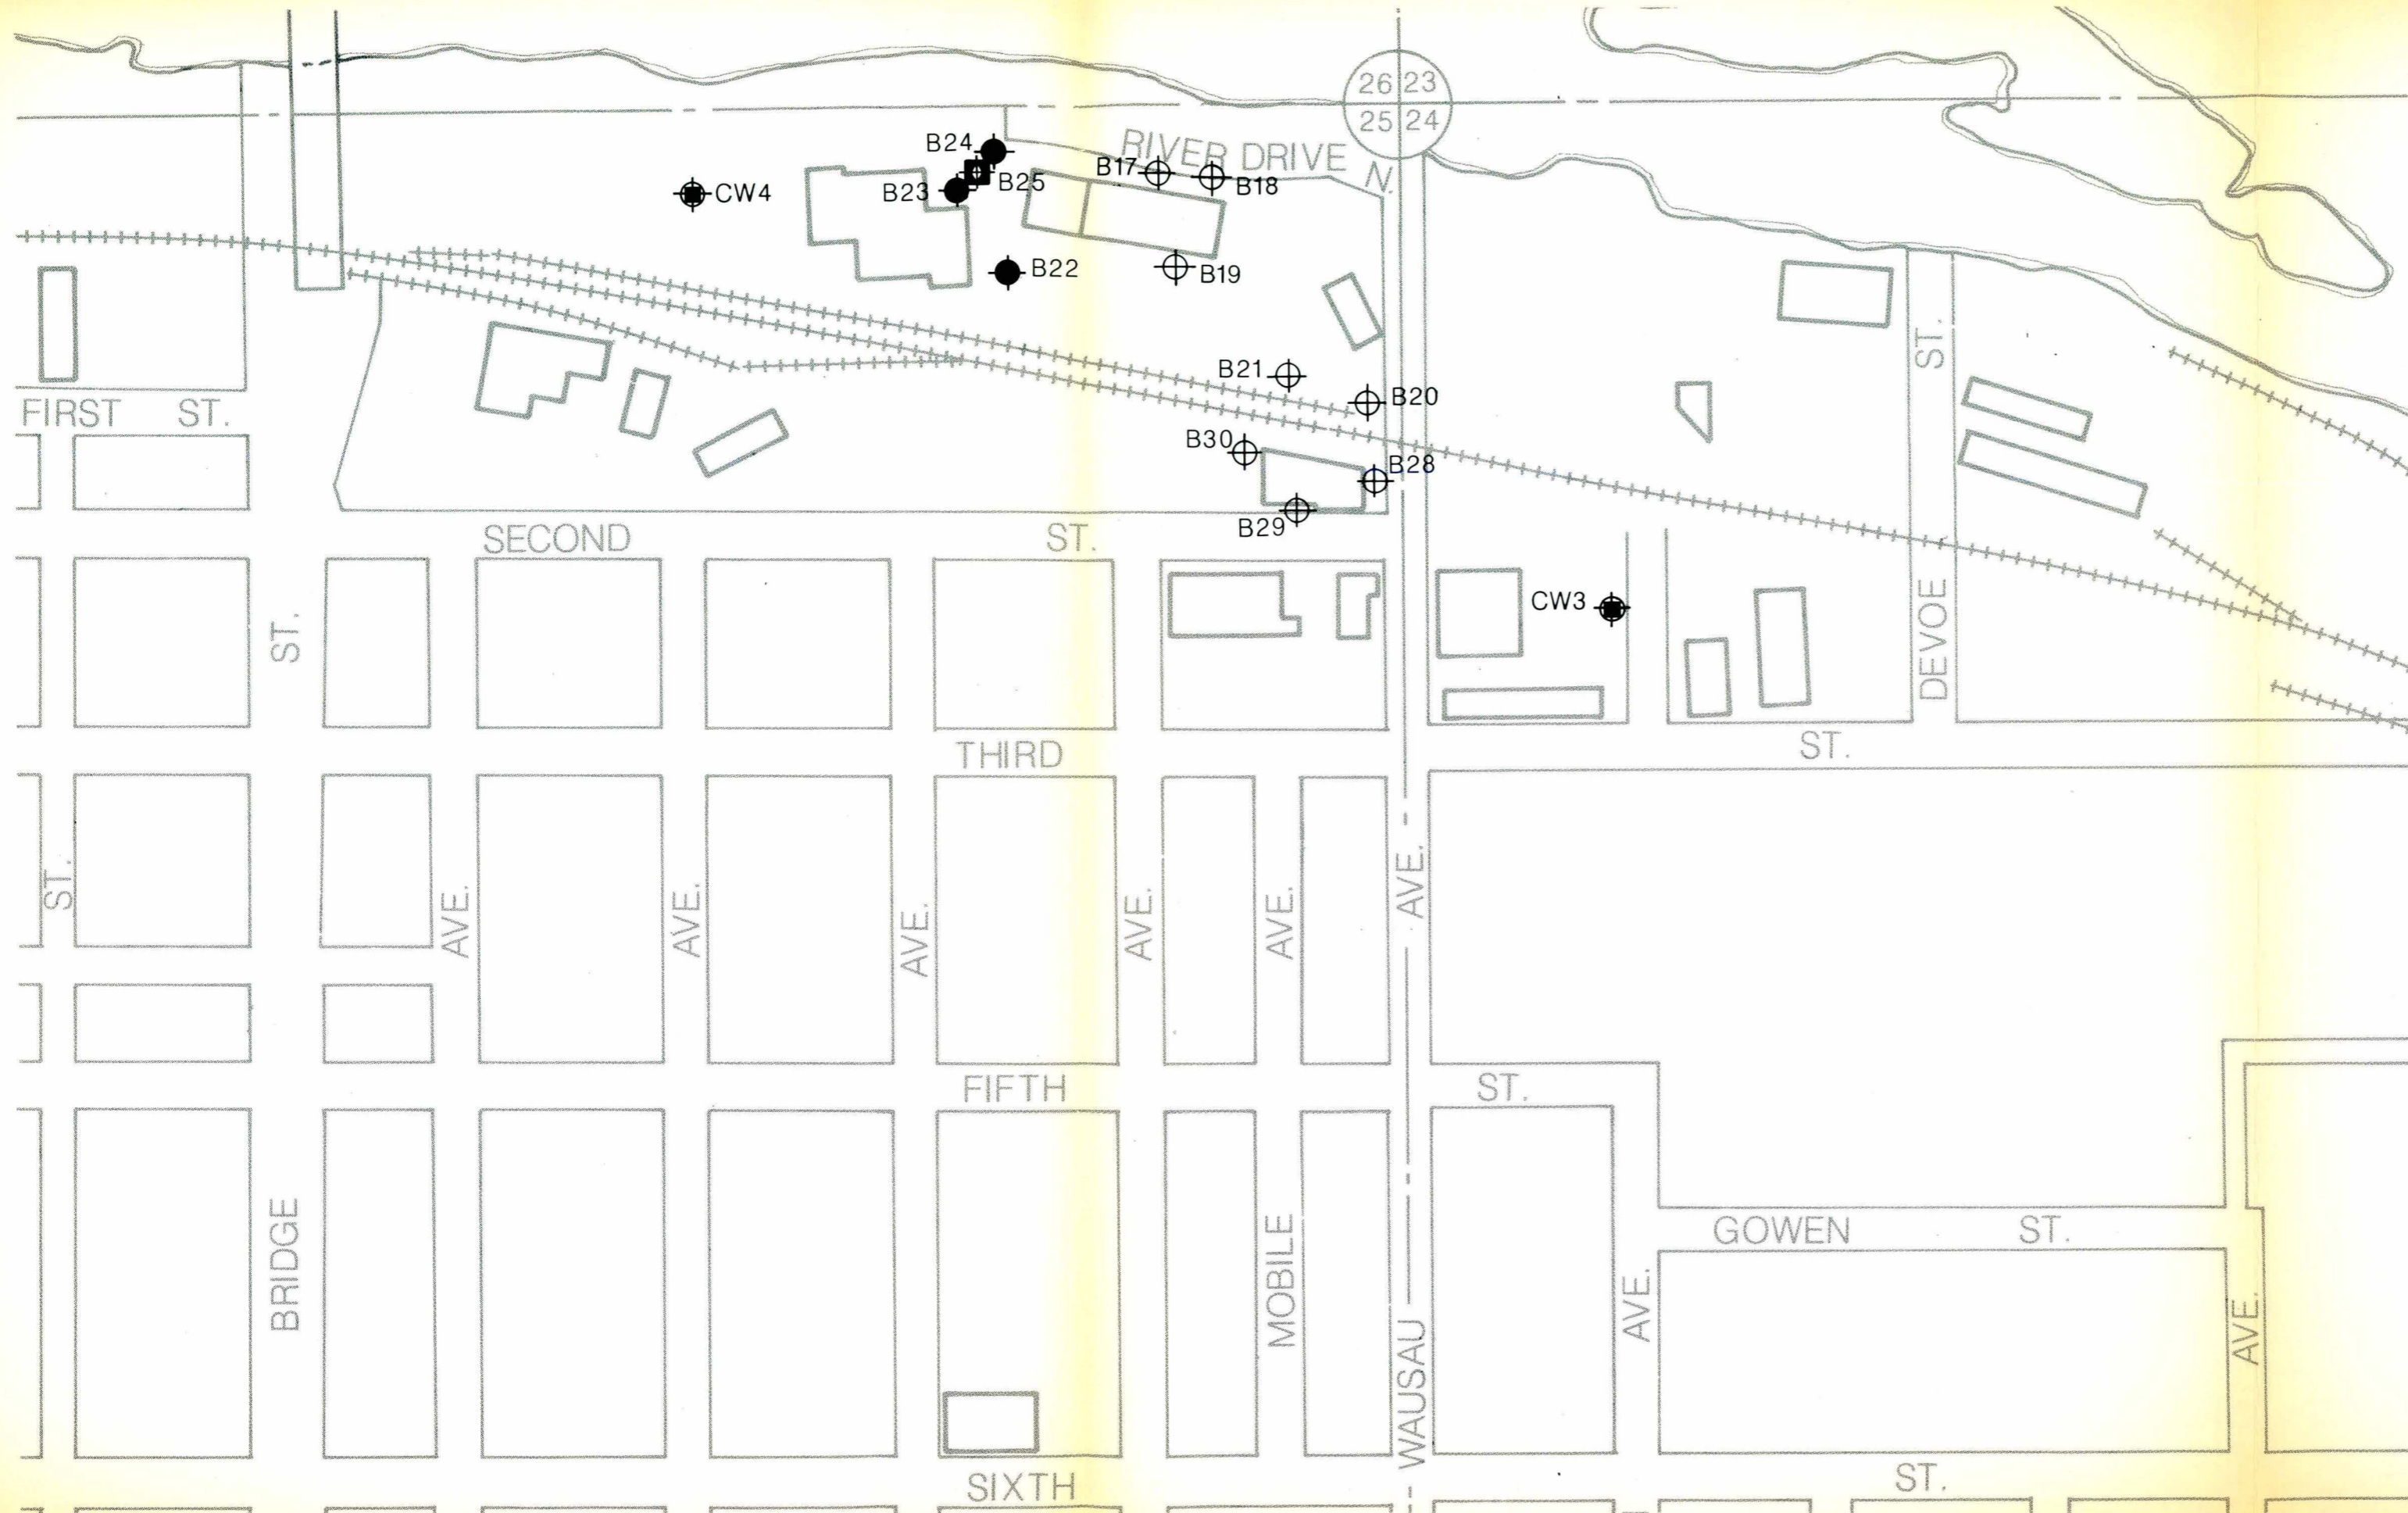 26 23
25 24
RIVER DRIVE N.
B24
B17
B18
B25
B23
CW4
B19
B22
B21
B20
FIRST ST.
B30
B28
B29
SECOND ST.
CW3
ST.
ST.
DEVOE
THIRD ST.
ST.
AVE.
AVE.
AVE.
AVE.
AVE.
AVE.
FIFTH ST.
GOWEN ST.
BRIDGE
MOBILE
WAUSAU
AVE.
AVE.
SIXTH ST.